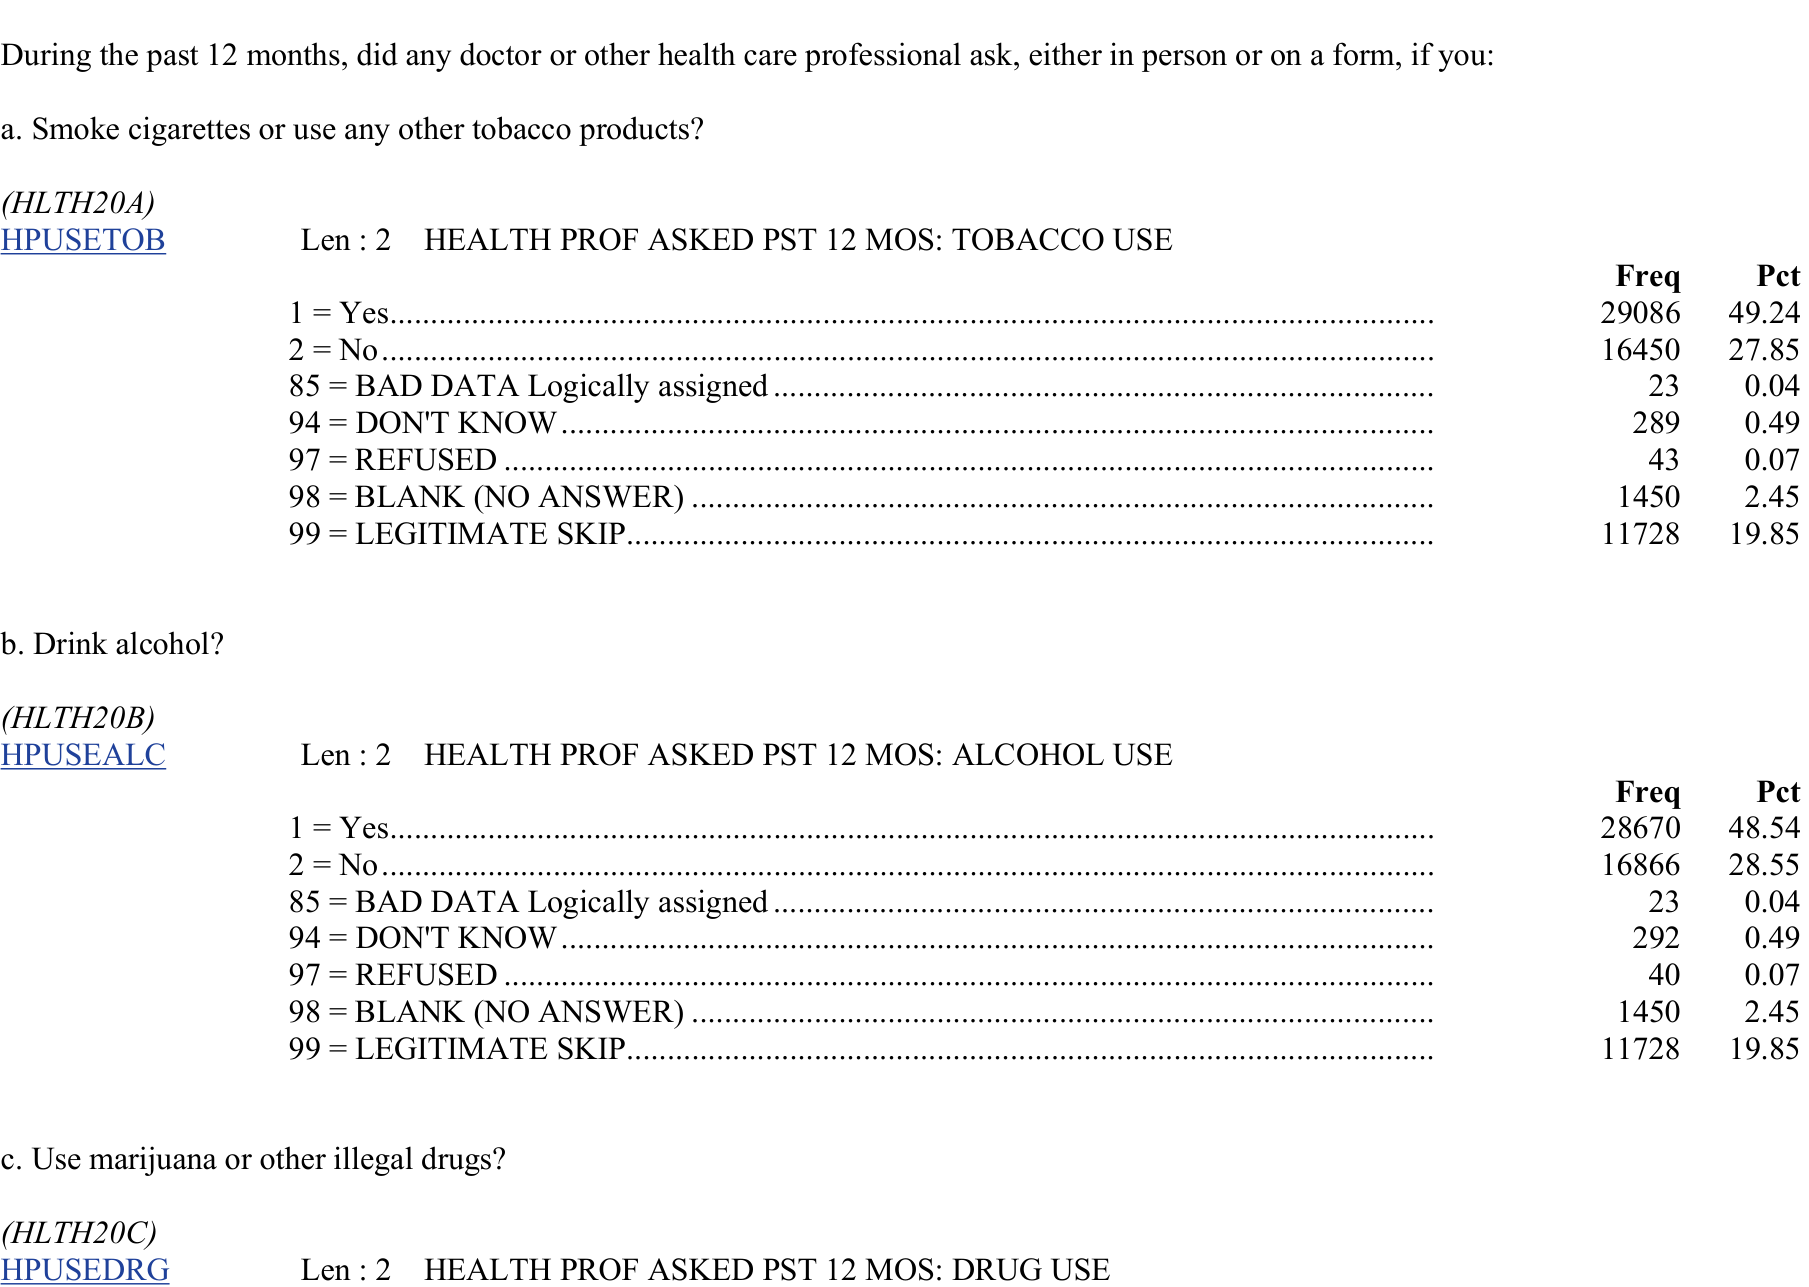 During the past 12 months, did any doctor or other health care professional ask, either in person or on a form, if you:
a. Smoke cigarettes or use any other tobacco products?
(HLTH20A)
HPUSETOB Len : 2 HEALTH PROF ASKED PST 12 MOS: TOBACCO USE
Freq Pct
1 = Yes................................................................ 29086 49.24
2 = No................................................................ 16450 27.85
85 = BAD DATA Logically assigned................................................................ 23 0.04
94 = DON'T KNOW................................................................ 289 0.49
97 = REFUSED................................................................ 43 0.07
98 = BLANK (NO ANSWER)................................................................ 1450 2.45
99 = LEGITIMATE SKIP................................................................ 11728 19.85
b. Drink alcohol?
(HLTH20B)
HPUSEALC Len : 2 HEALTH PROF ASKED PST 12 MOS: ALCOHOL USE
Freq Pct
1 = Yes................................................................ 28670 48.54
2 = No................................................................ 16866 28.55
85 = BAD DATA Logically assigned................................................................ 23 0.04
94 = DON'T KNOW................................................................ 292 0.49
97 = REFUSED................................................................ 40 0.07
98 = BLANK (NO ANSWER)................................................................ 1450 2.45
99 = LEGITIMATE SKIP................................................................ 11728 19.85
c. Use marijuana or other illegal drugs?
(HLTH20C)
HPUSEDRG Len : 2 HEALTH PROF ASKED PST 12 MOS: DRUG USE